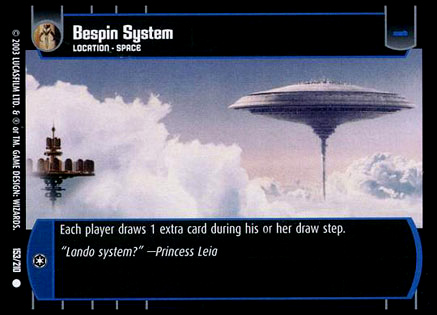 Bespin System
LOCATION - SPACE
Each player draws 1 extra card during his or her draw step.
“Lando system?” –Princess Leia
© 2003 LUCASFILM LTD. & ® or TM. GAME DESIGN: WIZARDS.
153/210